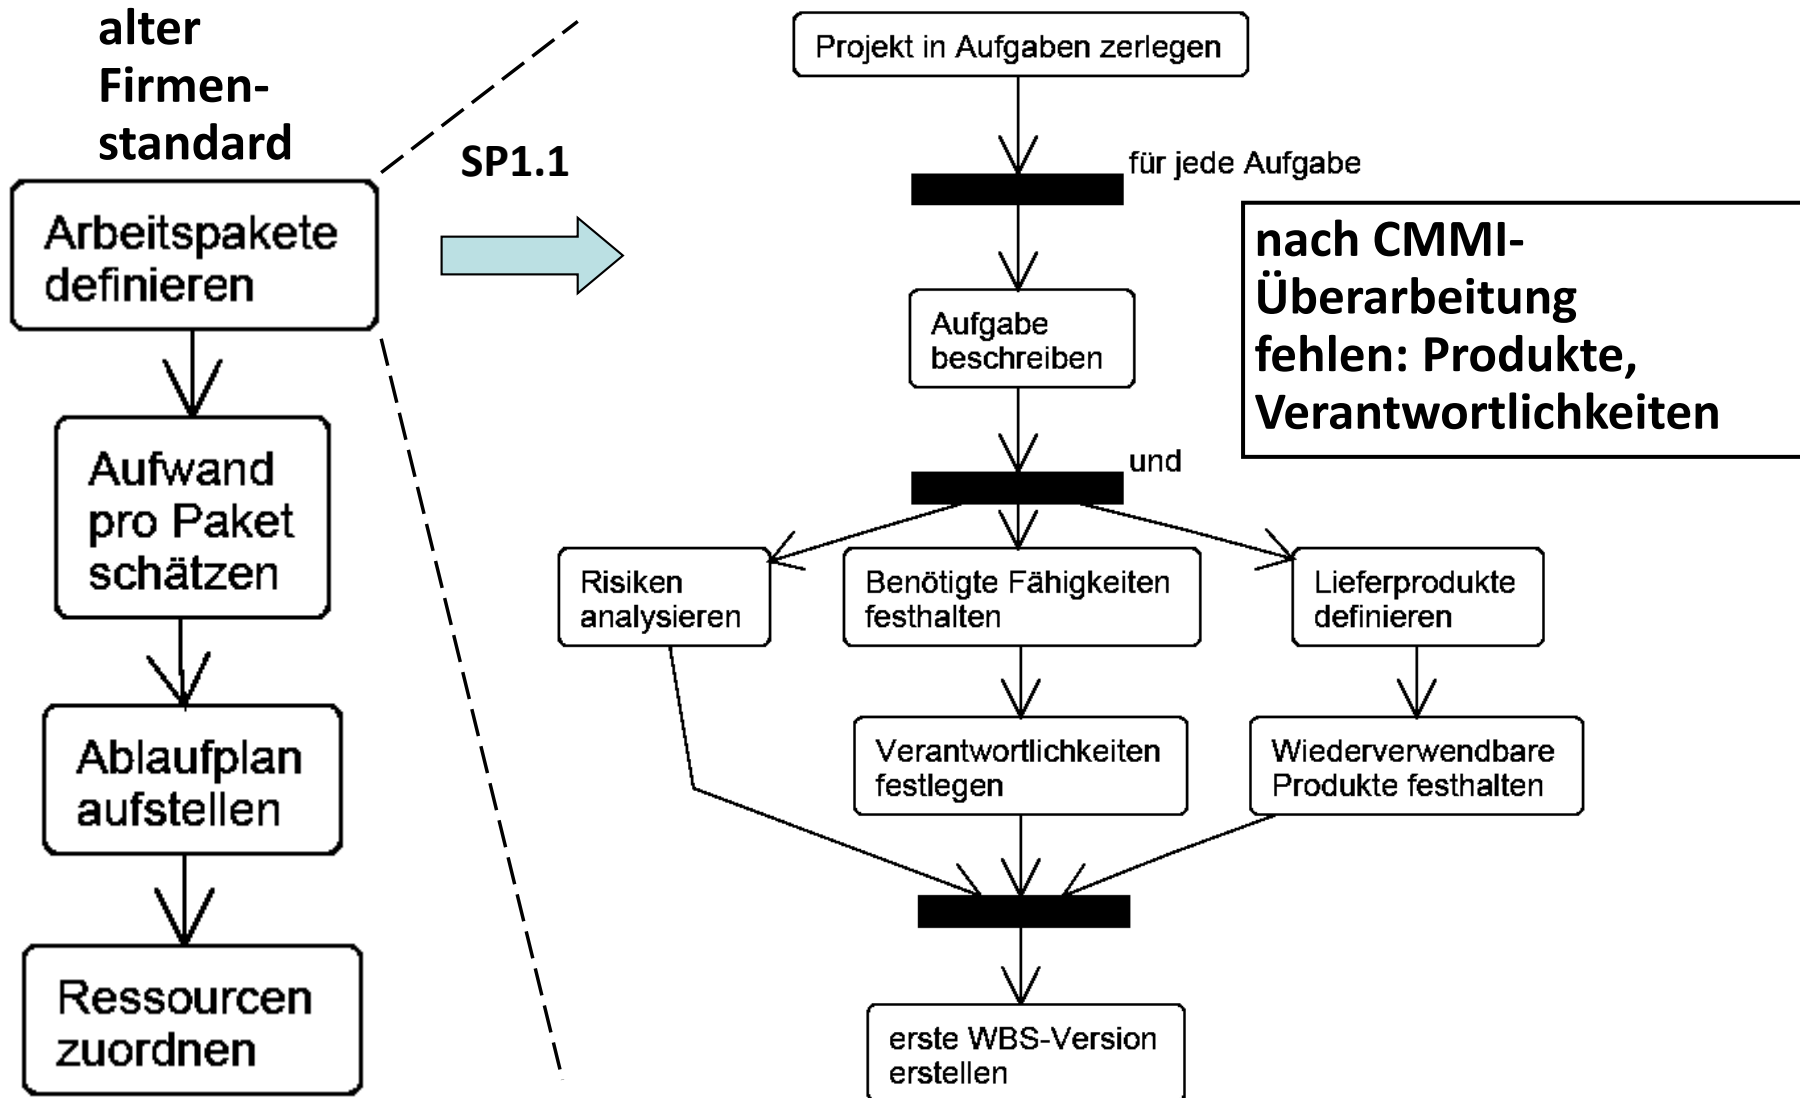 alter
Firmen-
standard
Arbeitspakete
definieren
Aufwand
pro Paket
schätzen
Ablaufplan
aufstellen
Ressourcen
zuordnen
SP1.1
Projekt in Aufgaben zerlegen
für jede Aufgabe
nach CMMI-
Überarbeitung
fehlen: Produkte,
Verantwortlichkeiten
Aufgabe
beschreiben
und
Risiken
analysieren
Benötigte Fähigkeiten
festhalten
Lieferprodukte
definieren
Verantwortlichkeiten
festlegen
Wiederverwendbare
Produkte festhalten
erste WBS-Version
erstellen